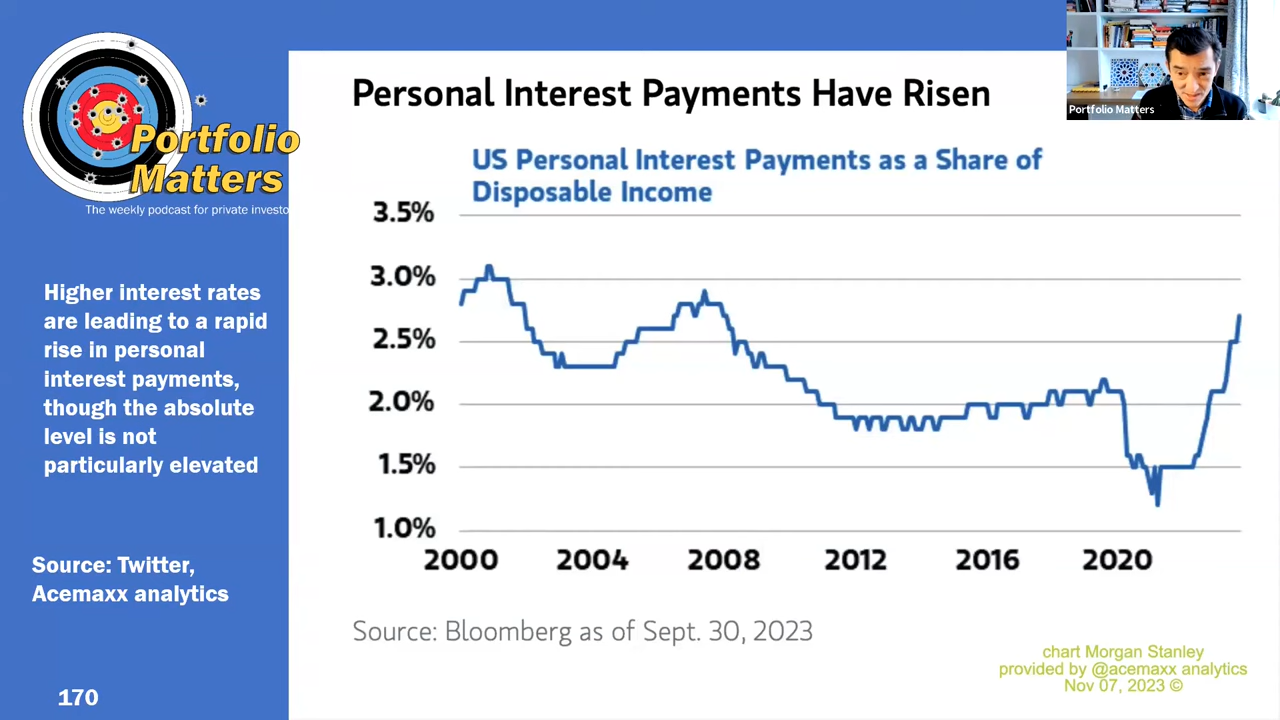 Portfolio
Matters
The weekly podcast for private investo
Higher interest rates
are leading to a rapid
rise in personal
interest payments,
though the absolute
level is not
particularly elevated
Source: Twitter,
Acemaxx analytics
170
Personal Interest Payments Have Risen
US Personal Interest Payments as a Share of
Disposable Income
3.5%
3.0%
2.5%
2.0%
1.5%
1.0%
2000 2004 2008 2012 2016 2020
Source: Bloomberg as of Sept. 30, 2023
chart Morgan Stanley
provided by @acemaxx analytics
Nov 07, 2023 ©
Portfolio Matters